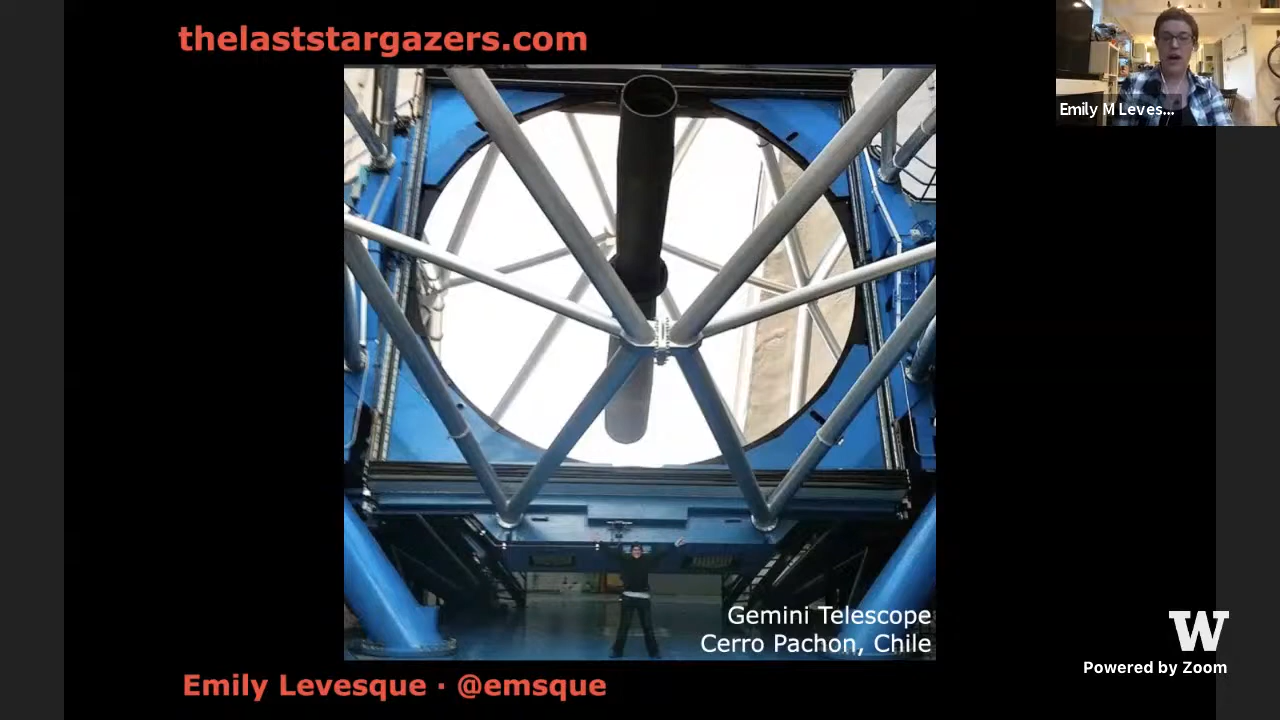 thelaststargazers.com
Emily M Leves...
Gemini Telescope
Cerro Pachon, Chile
W
Powered by Zoom
Emily Levesque · @emsque